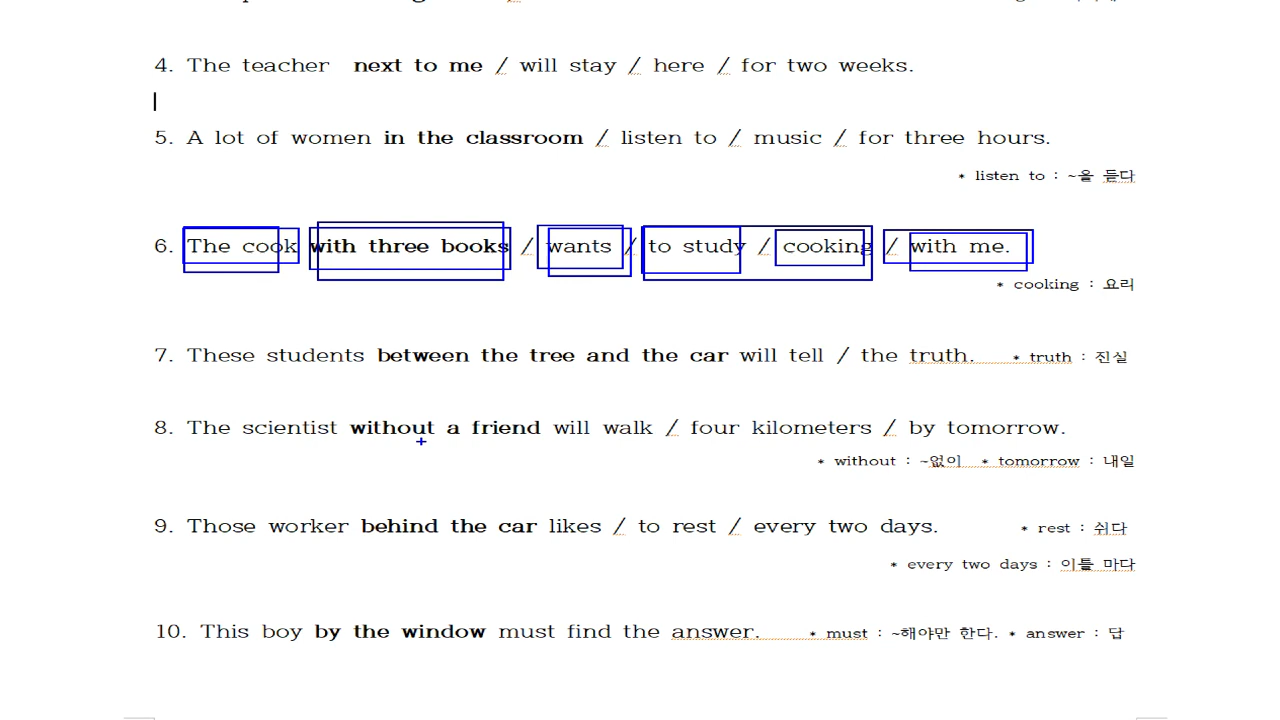 4. The teacher next to me / will stay / here / for two weeks.
5. A lot of women in the classroom / listen to / music / for three hours.
* listen to : ~을 듣다
6. The cook with three books / wants / to study / cooking / with me.
* cooking : 요리
7. These students between the tree and the car will tell / the truth. * truth : 진실
8. The scientist without a friend will walk / four kilometers / by tomorrow.
* without : ~없이 * tomorrow : 내일
9. Those worker behind the car likes / to rest / every two days. * rest : 쉬다
* every two days : 이틀 마다
10. This boy by the window must find the answer. * must : ~해야만 한다. * answer : 답